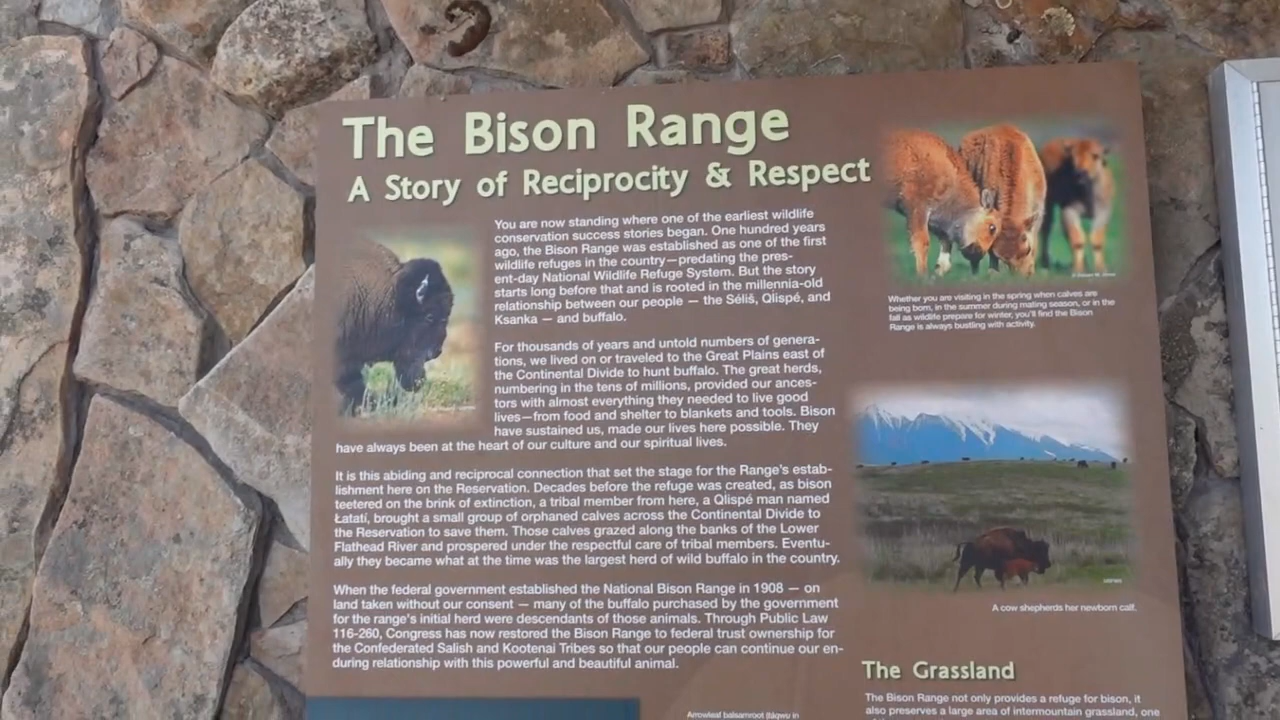 The Bison Range
A Story of Reciprocity & Respect
You are now standing where one of the earliest wildlife
conservation success stories began. One hundred years
ago, the Bison Range was established as one of the first
wildlife refuges in the country—predating the pres-
ent-day National Wildlife Refuge System. But the story
starts long before that and is rooted in the millennia-old
relationship between our people — the Séliš, Qlispé, and
Ksanka — and buffalo.
For thousands of years and untold numbers of genera-
tions, we lived on or traveled to the Great Plains east of
the Continental Divide to hunt buffalo. The great herds,
numbering in the tens of millions, provided our ances-
tors with almost everything they needed to live good
lives—from food and shelter to blankets and tools. Bison
have sustained us, made our lives here possible. They
have always been at the heart of our culture and our spiritual lives.
It is this abiding and reciprocal connection that set the stage for the Range's estab-
lishment here on the Reservation. Decades before the refuge was created, as bison
teetered on the brink of extinction, a tribal member from here, a Qlispé man named
Łatatí, brought a small group of orphaned calves across the Continental Divide to
the Reservation to save them. Those calves grazed along the banks of the Lower
Flathead River and prospered under the respectful care of tribal members. Eventu-
ally they became what at the time was the largest herd of wild buffalo in the country.
When the federal government established the National Bison Range in 1908 — on
land taken without our consent — many of the buffalo purchased by the government
for the range's initial herd were descendants of those animals. Through Public Law
116-260, Congress has now restored the Bison Range to federal trust ownership for
the Confederated Salish and Kootenai Tribes so that our people can continue our en-
during relationship with this powerful and beautiful animal.
Whether you are visiting in the spring when calves are
being born, in the summer during mating season, or in the
fall as wildlife prepare for winter, you'll find the Bison
Range is always bustling with activity.
A cow shepherds her newborn calf.
The Grassland
The Bison Range not only provides a refuge for bison, it
also preserves a large area of intermountain grassland, one
Arrowleaf balsamroot (táqwu in